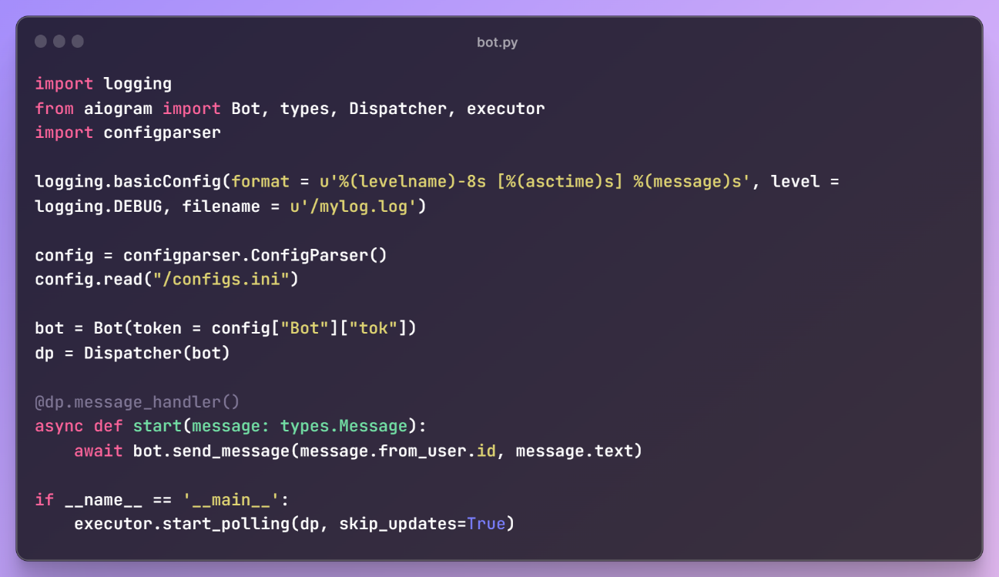 bot.py
import logging
from aiogram import Bot, types, Dispatcher, executor
import configparser
logging.basicConfig(format = u'%(levelname)-8s [%(asctime)s] %(message)s', level =
logging.DEBUG, filename = u'/mylog.log')
config = configparser.ConfigParser()
config.read("/configs.ini")
bot = Bot(token = config["Bot"]["tok"])
dp = Dispatcher(bot)
@dp.message_handler()
async def start(message: types.Message):
    await bot.send_message(message.from_user.id, message.text)
if __name__ == '__main__':
    executor.start_polling(dp, skip_updates=True)